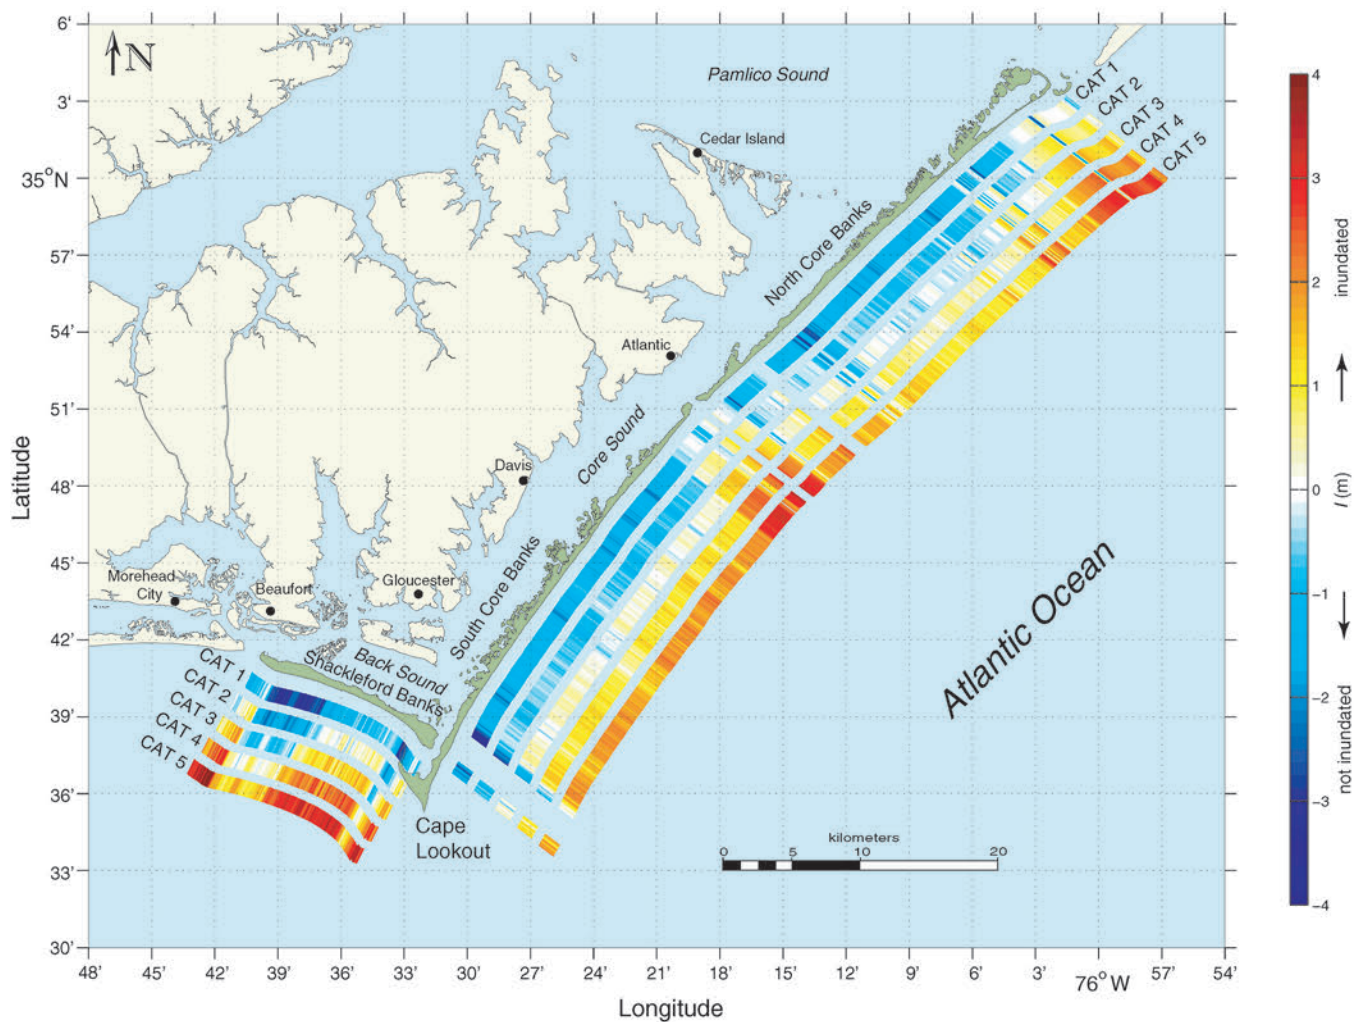 6'
3'
35°N
57'
54'
51'
48'
45'
42'
39'
36'
33'
30'
Latitude
N
Pamlico Sound
Cedar Island
North Core Banks
Atlantic
Core Sound
Davis
South Core Banks
Morehead
City
Beaufort
Gloucester
Back Sound
Shackleford Banks
CAT 1
CAT 2
CAT 3
CAT 4
CAT 5
CAT 1
CAT 2
CAT 3
CAT 4
CAT 5
Cape
Lookout
Atlantic Ocean
kilometers
0 5 10 20
48' 45' 42' 39' 36' 33' 30' 27' 24' 21' 18' 15' 12' 9' 6' 3' 76°W 57' 54'
Longitude
4
3
2
1
0
−1
−2
−3
−4
inundated
I (m)
not inundated